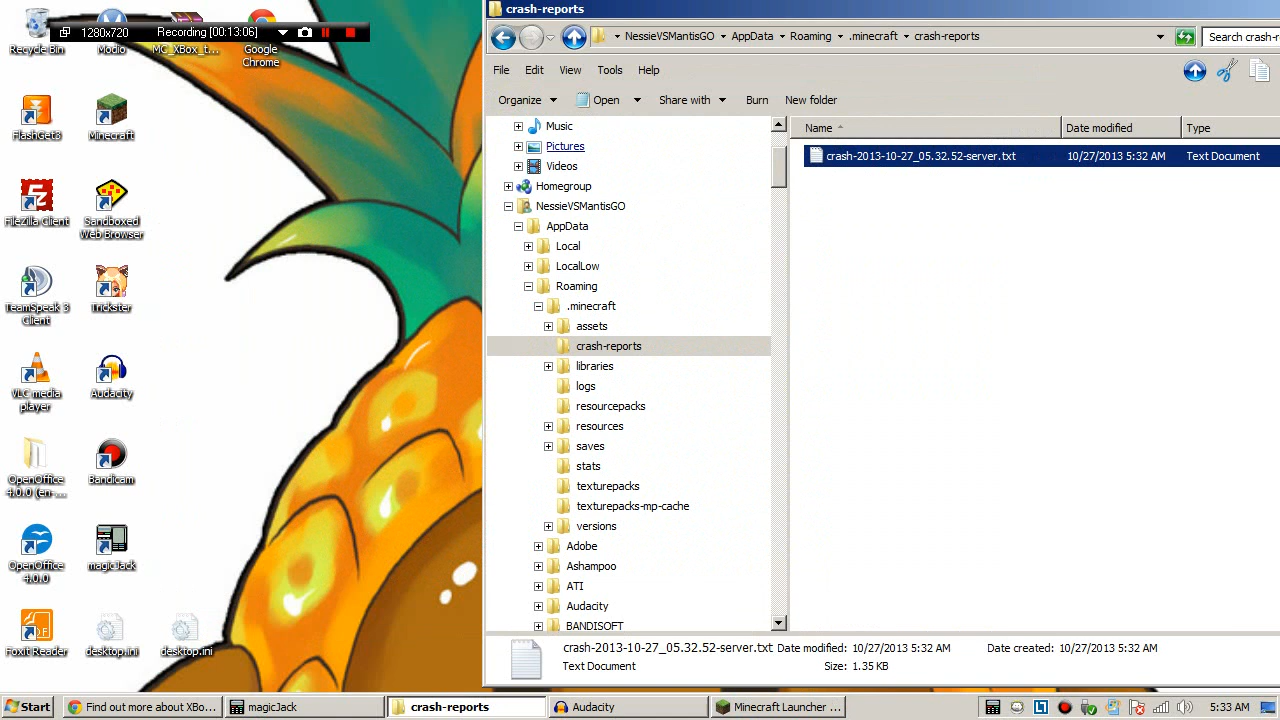 crash-reports
1280x720 Recording [00:13:06]
Recycle Bin
Modio
MC_XBox_t...
Google Chrome
FlashGet3
Minecraft
FileZilla Client
Sandboxed Web Browser
TeamSpeak 3 Client
Trickster
VLC media player
Audacity
OpenOffice 4.0.0 (en-...
Bandicam
OpenOffice 4.0.0
magicJack
Foxit Reader
desktop.ini
desktop.ini
NessieVSMantisGO AppData Roaming .minecraft crash-reports
Search crash-r
File Edit View Tools Help
Organize Open Share with Burn New folder
Music
Pictures
Videos
Homegroup
NessieVSMantisGO
AppData
Local
LocalLow
Roaming
.minecraft
assets
crash-reports
libraries
logs
resourcepacks
resources
saves
stats
texturepacks
texturepacks-mp-cache
versions
Adobe
Ashampoo
ATI
Audacity
BANDISOFT
Name Date modified Type
crash-2013-10-27_05.32.52-server.txt 10/27/2013 5:32 AM Text Document
crash-2013-10-27_05.32.52-server.txt Date modified: 10/27/2013 5:32 AM Date created: 10/27/2013 5:32 AM
Text Document Size: 1.35 KB
Start Find out more about XBo... magicJack crash-reports Audacity Minecraft Launcher ... 5:33 AM